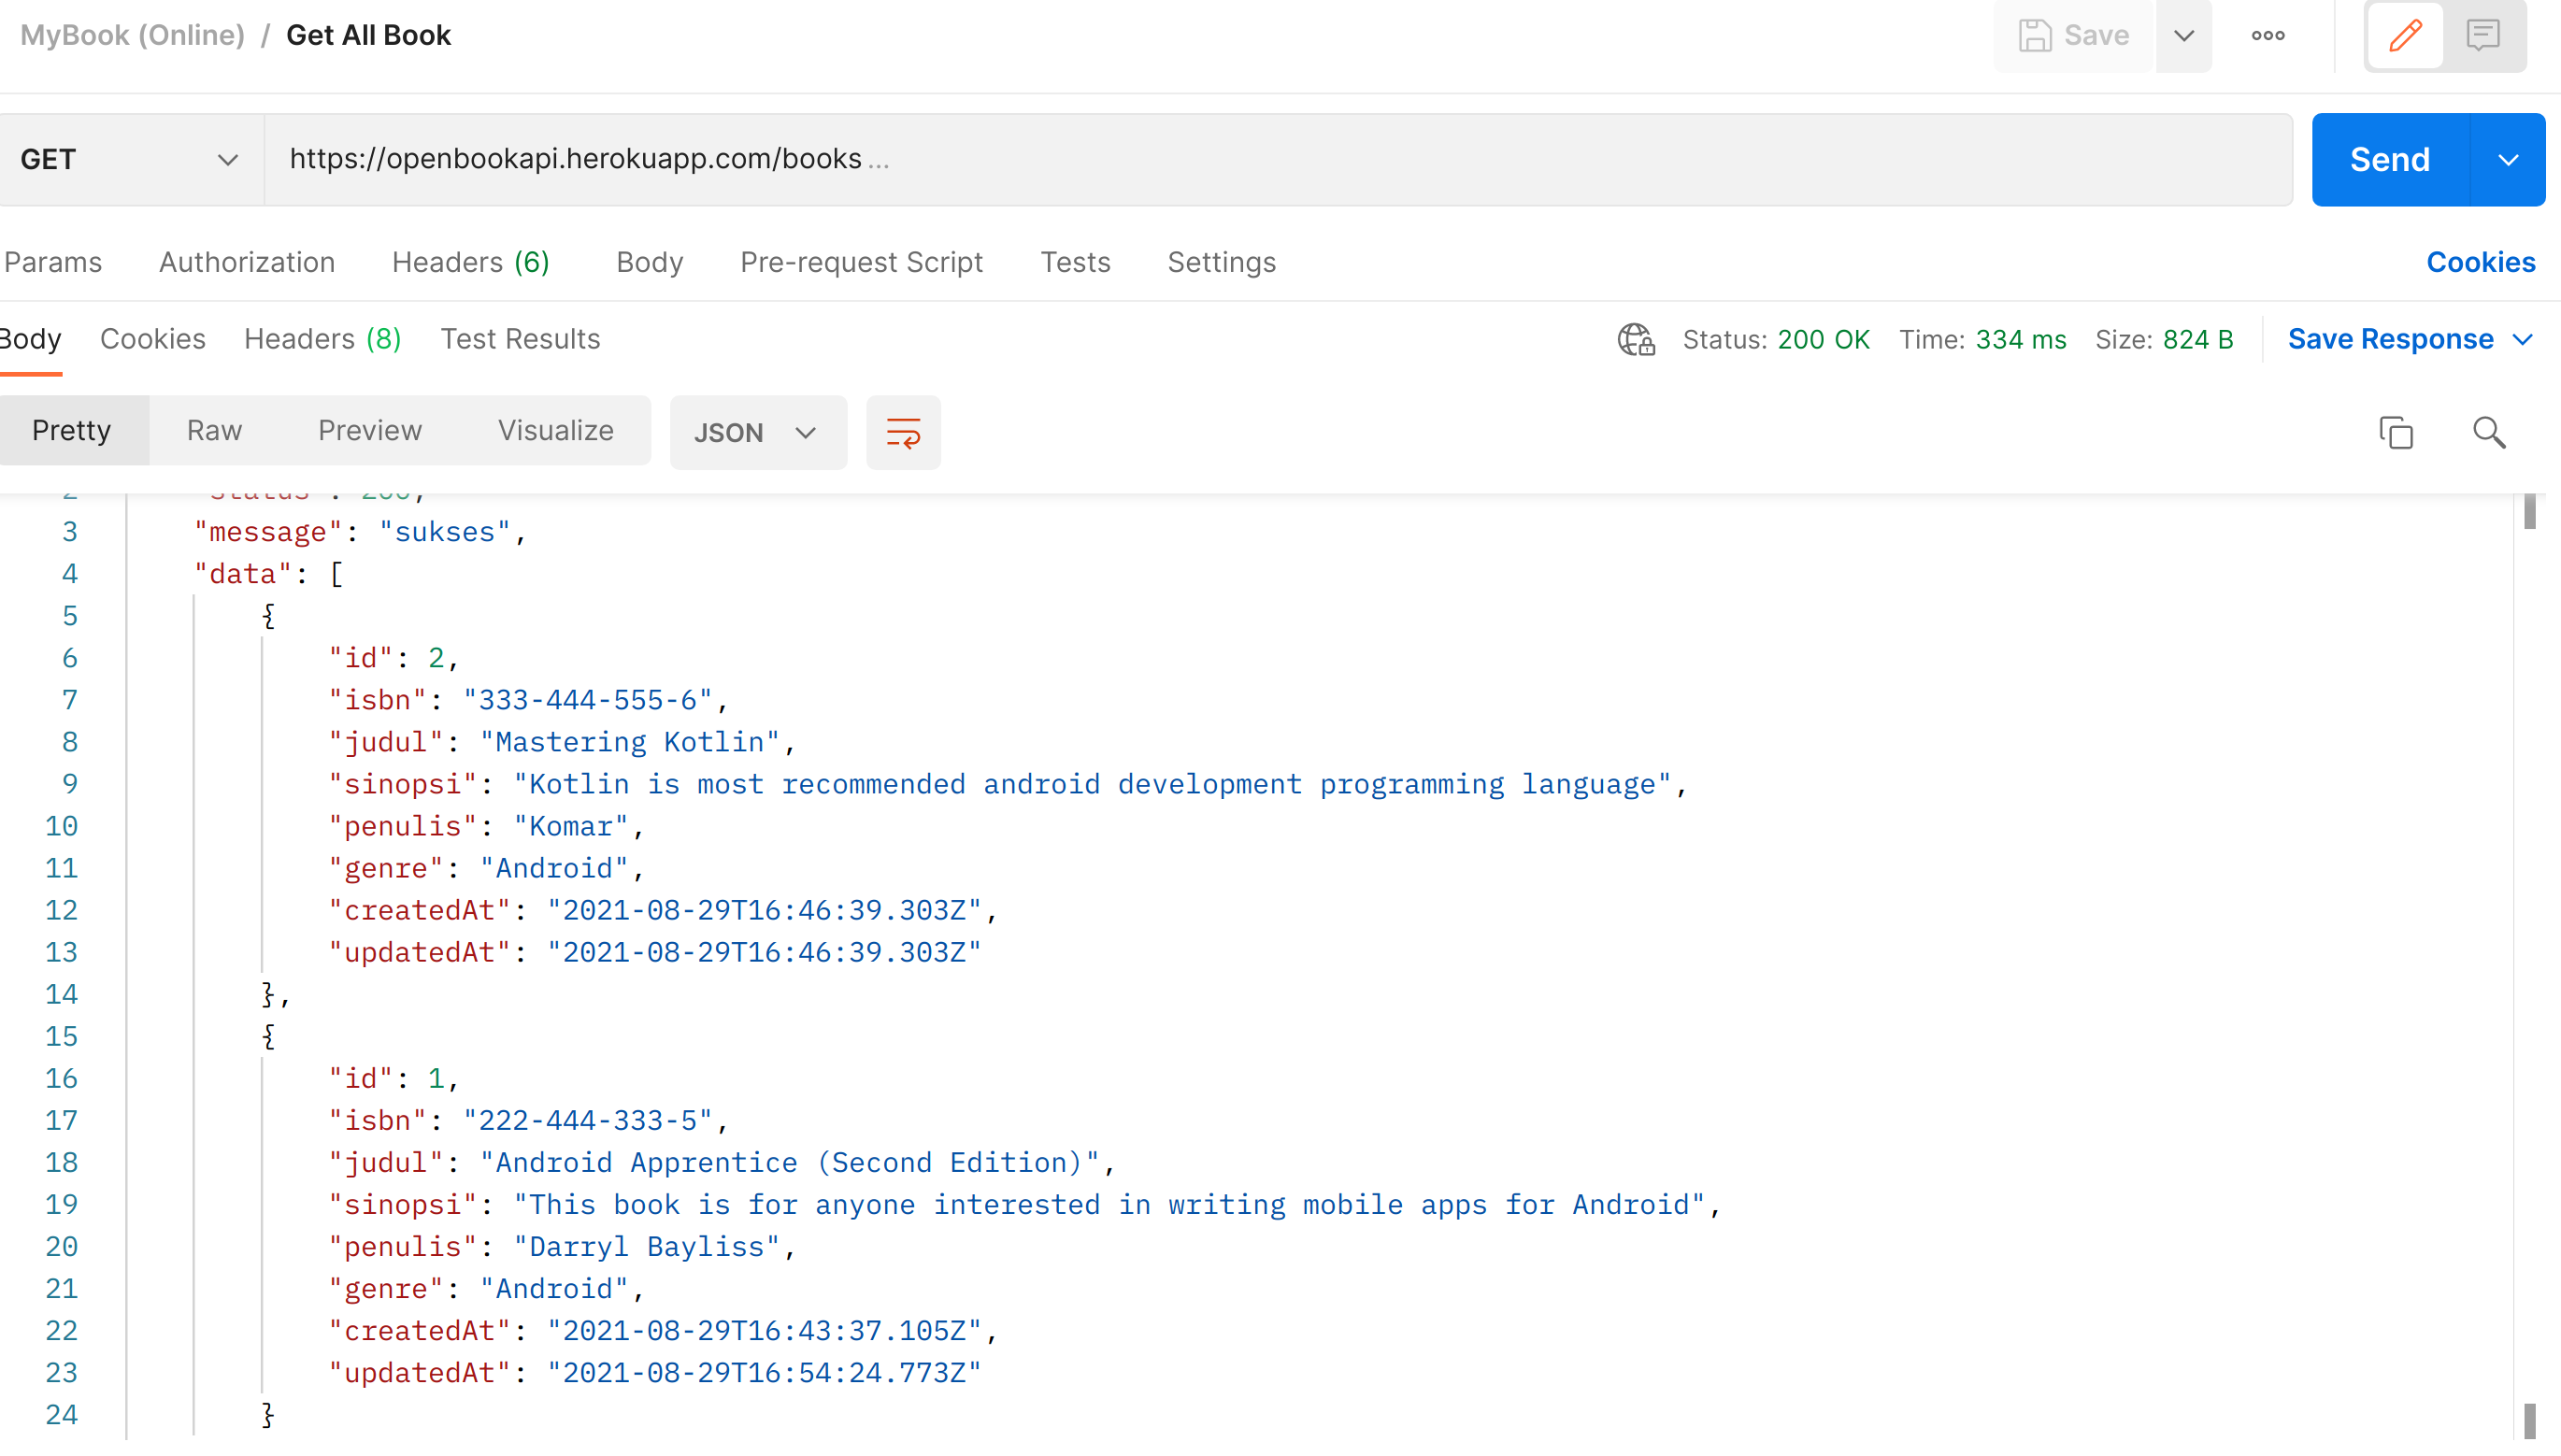 MyBook (Online) / Get All Book
Save
GET
https://openbookapi.herokuapp.com/books...
Send
Params Authorization Headers (6) Body Pre-request Script Tests Settings Cookies
Body Cookies Headers (8) Test Results Status: 200 OK Time: 334 ms Size: 824 B Save Response
Pretty Raw Preview Visualize JSON
2 "status": 200,
3 "message": "sukses",
4 "data": [
5 {
6 "id": 2,
7 "isbn": "333-444-555-6",
8 "judul": "Mastering Kotlin",
9 "sinopsi": "Kotlin is most recommended android development programming language",
10 "penulis": "Komar",
11 "genre": "Android",
12 "createdAt": "2021-08-29T16:46:39.303Z",
13 "updatedAt": "2021-08-29T16:46:39.303Z"
14 },
15 {
16 "id": 1,
17 "isbn": "222-444-333-5",
18 "judul": "Android Apprentice (Second Edition)",
19 "sinopsi": "This book is for anyone interested in writing mobile apps for Android",
20 "penulis": "Darryl Bayliss",
21 "genre": "Android",
22 "createdAt": "2021-08-29T16:43:37.105Z",
23 "updatedAt": "2021-08-29T16:54:24.773Z"
24 }